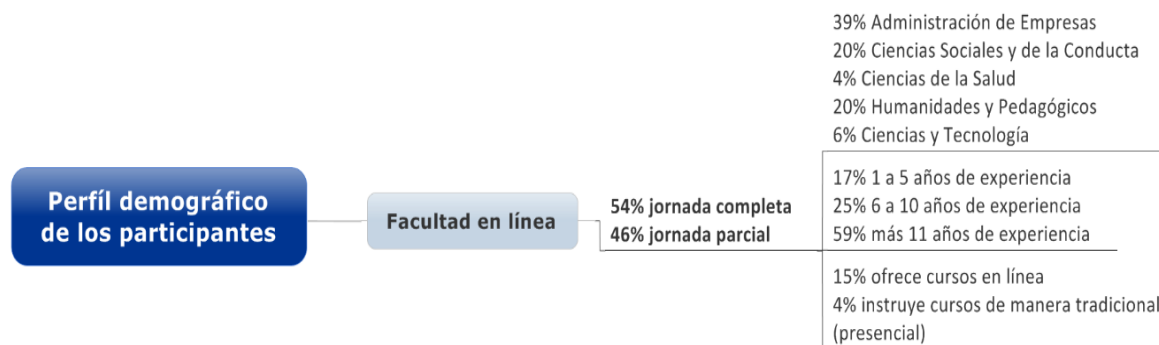 Perfíl demográfico
de los participantes
Facultad en línea
54% jornada completa
46% jornada parcial
39% Administración de Empresas
20% Ciencias Sociales y de la Conducta
4% Ciencias de la Salud
20% Humanidades y Pedagógicos
6% Ciencias y Tecnología
17% 1 a 5 años de experiencia
25% 6 a 10 años de experiencia
59% más 11 años de experiencia
15% ofrece cursos en línea
4% instruye cursos de manera tradicional
(presencial)